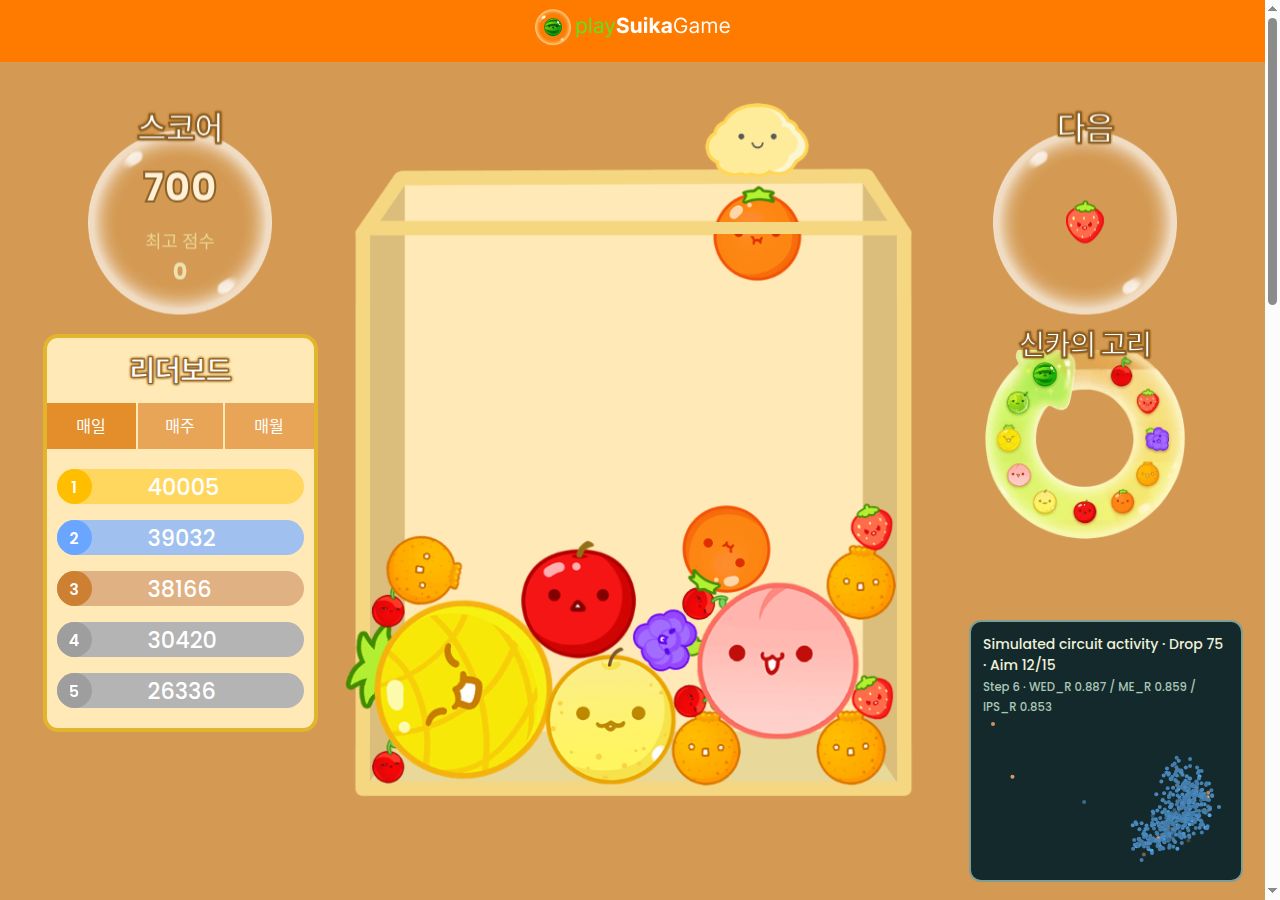 playSuikaGame
스코어
700
최고 점수
0
리더보드
매일 매주 매월
1 40005
2 39032
3 38166
4 30420
5 26336
다음
신카의 고리
Simulated circuit activity · Drop 75
· Aim 12/15
Step 6 · WED_R 0.887 / ME_R 0.859 /
IPS_R 0.853